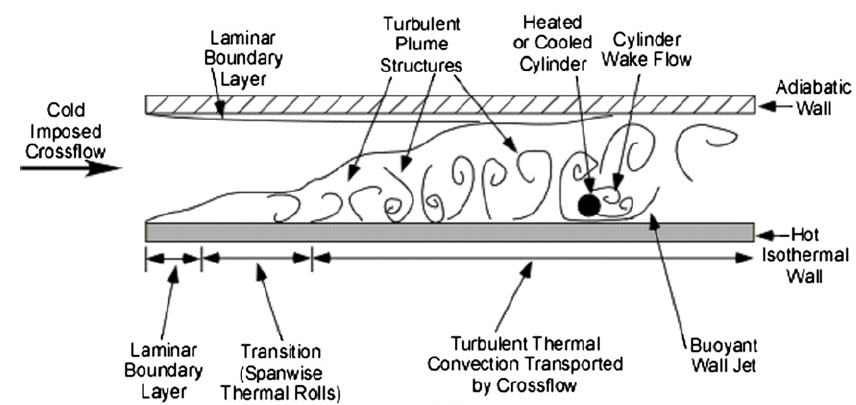 Laminar
Boundary
Layer
Turbulent
Plume
Structures
Heated
or Cooled
Cylinder
Cylinder
Wake Flow
Adiabatic
Wall
Cold
Imposed
Crossflow
Hot
Isothermal
Wall
Laminar
Boundary
Layer
Transition
(Spanwise
Thermal Rolls)
Turbulent Thermal
Convection Transported
by Crossflow
Buoyant
Wall Jet